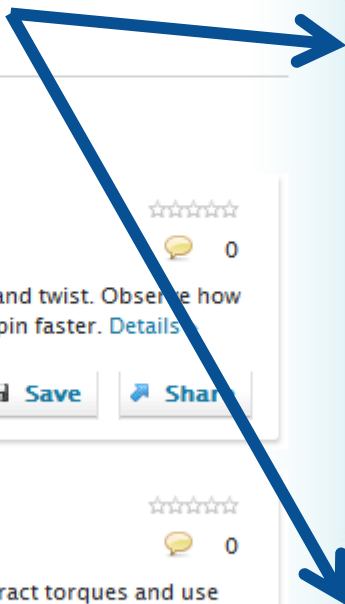 0
and twist. Observe how
pin faster. Details
Save Share
0
ract torques and use